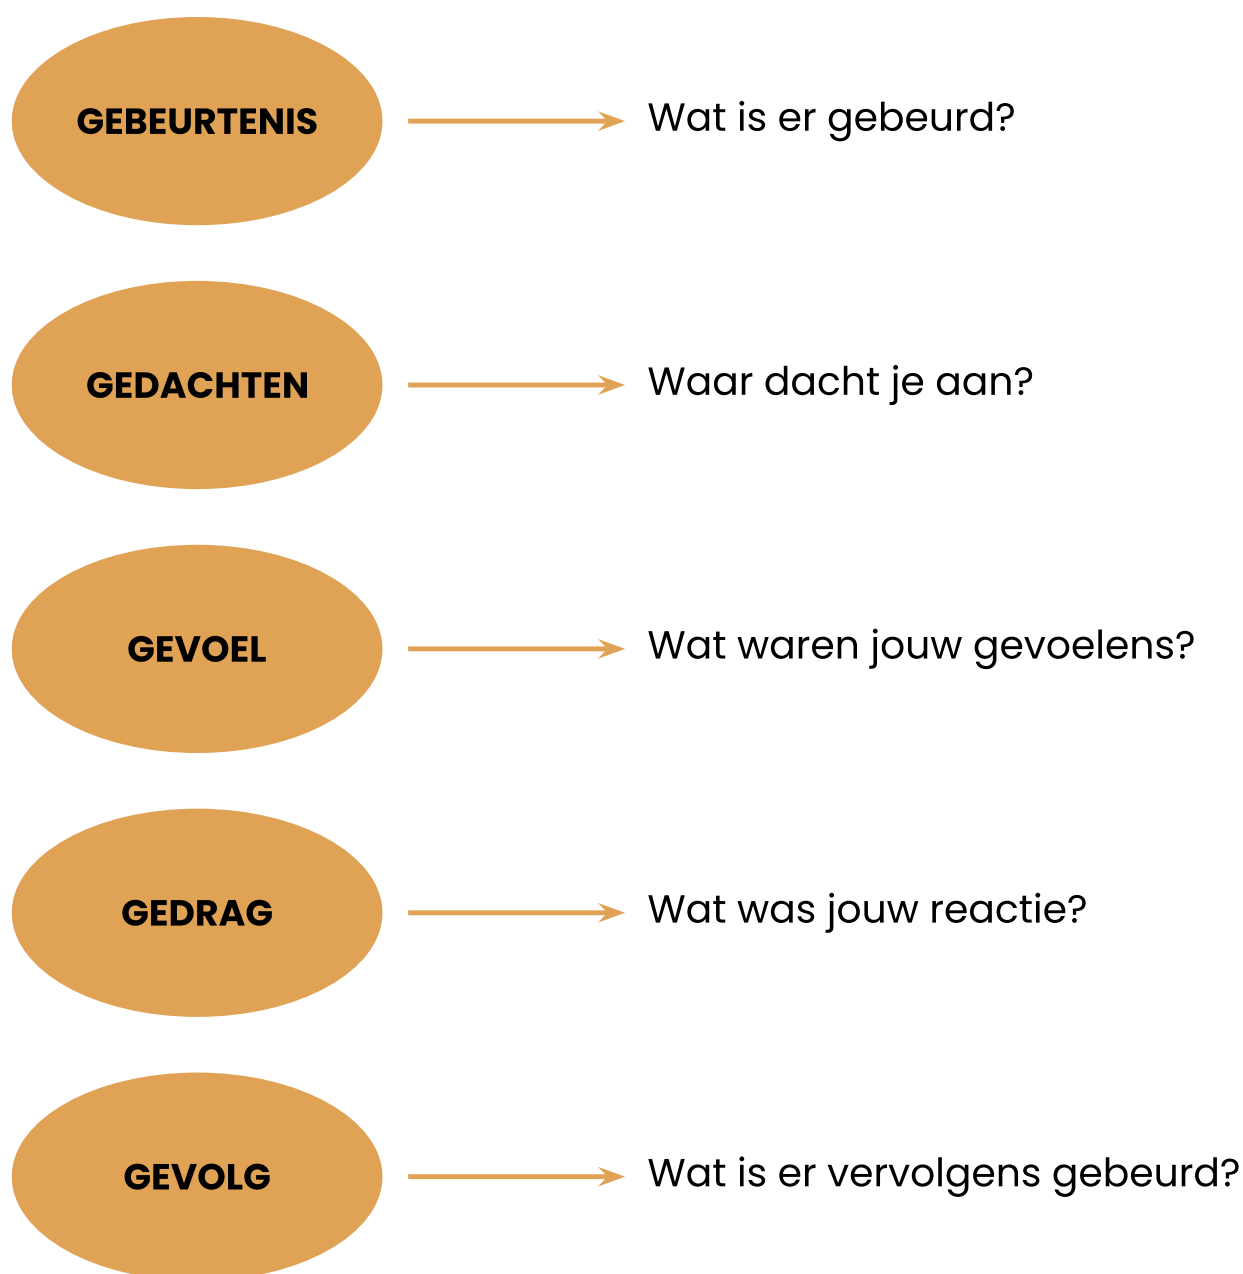 GEBEURTENIS
Wat is er gebeurd?
GEDACHTEN
Waar dacht je aan?
GEVOEL
Wat waren jouw gevoelens?
GEDRAG
Wat was jouw reactie?
GEVOLG
Wat is er vervolgens gebeurd?